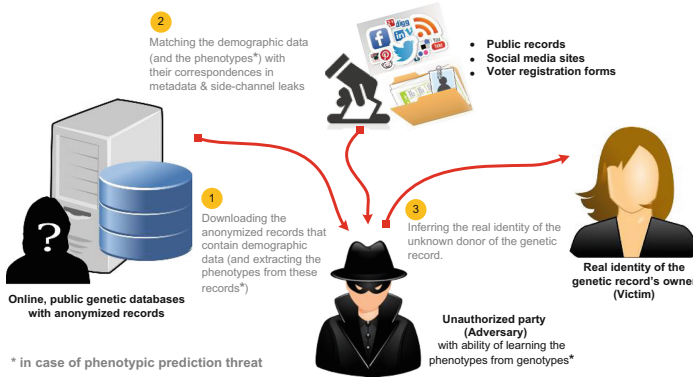 2
Matching the demographic data
(and the phenotypes*) with
their correspondences in
metadata & side-channel leaks
digg
• Public records
• Social media sites
• Voter registration forms
1
Downloading the
anonymized records that
contain demographic
data (and extracting the
phenotypes from these
records*)
3
Inferring the real identity of the
unknown donor of the genetic
record.
?
Online, public genetic databases
with anonymized records
Real identity of the
genetic record's owner
(Victim)
Unauthorized party
(Adversary)
with ability of learning the
phenotypes from genotypes*
* in case of phenotypic prediction threat